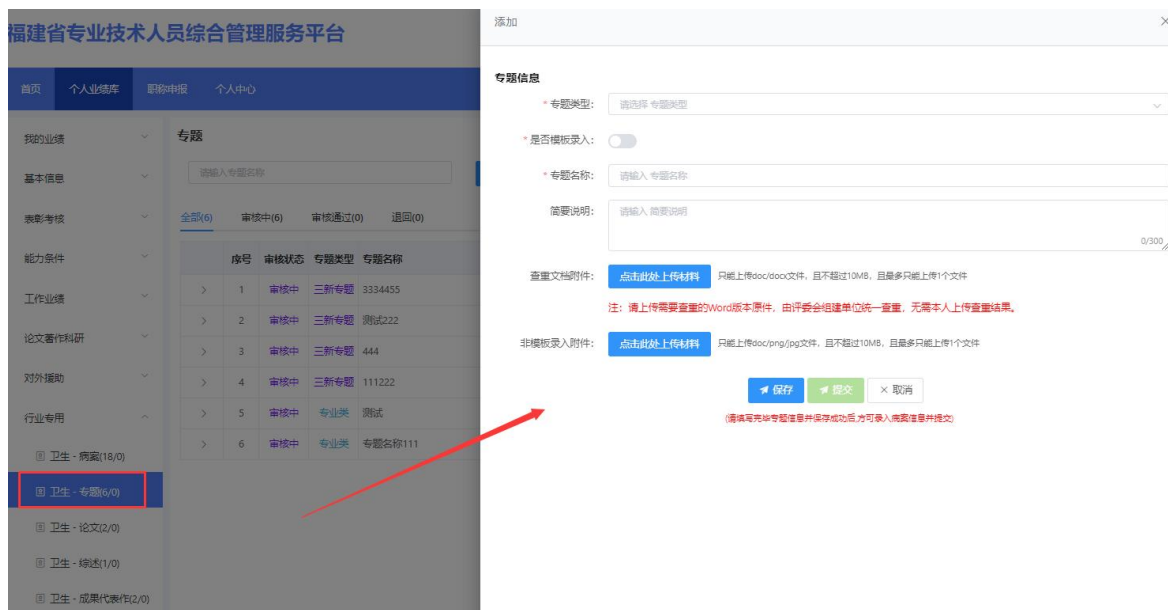 福建省专业技术人员综合管理服务平台
首页 个人业绩库 职称申报 个人中心
我的业绩
基本信息
表彰考核
能力条件
工作业绩
论文著作科研
对外援助
行业专用
卫生 - 病案(18/0)
卫生 - 专题(6/0)
卫生 - 论文(2/0)
卫生 - 综述(1/0)
卫生 - 成果代表作(2/0)
专题
请输入专题名称
全部(6) 审核中(6) 审核通过(0) 退回(0)
序号 审核状态 专题类型 专题名称
1 审核中 三新专题 3334455
2 审核中 三新专题 测试222
3 审核中 三新专题 444
4 审核中 三新专题 111222
5 审核中 专业类 测试
6 审核中 专业类 专题名称111
添加
专题信息
* 专题类型: 请选择 专题类型
* 是否模板录入:
* 专题名称: 请输入 专题名称
简要说明: 请输入 简要说明
0/300
查重文档附件: 点击此处上传材料 只能上传doc/docx文件，且不超过10MB，且最多只能上传1个文件
注：请上传需要查重的Word版本原件，由评委会组建单位统一查重，无需本人上传查重结果。
非模板录入附件: 点击此处上传材料 只能上传doc/png/jpg文件，且不超过10MB，且最多只能上传1个文件
保存 提交 取消
(请填写完毕专题信息并保存成功后,方可录入病案信息并提交)